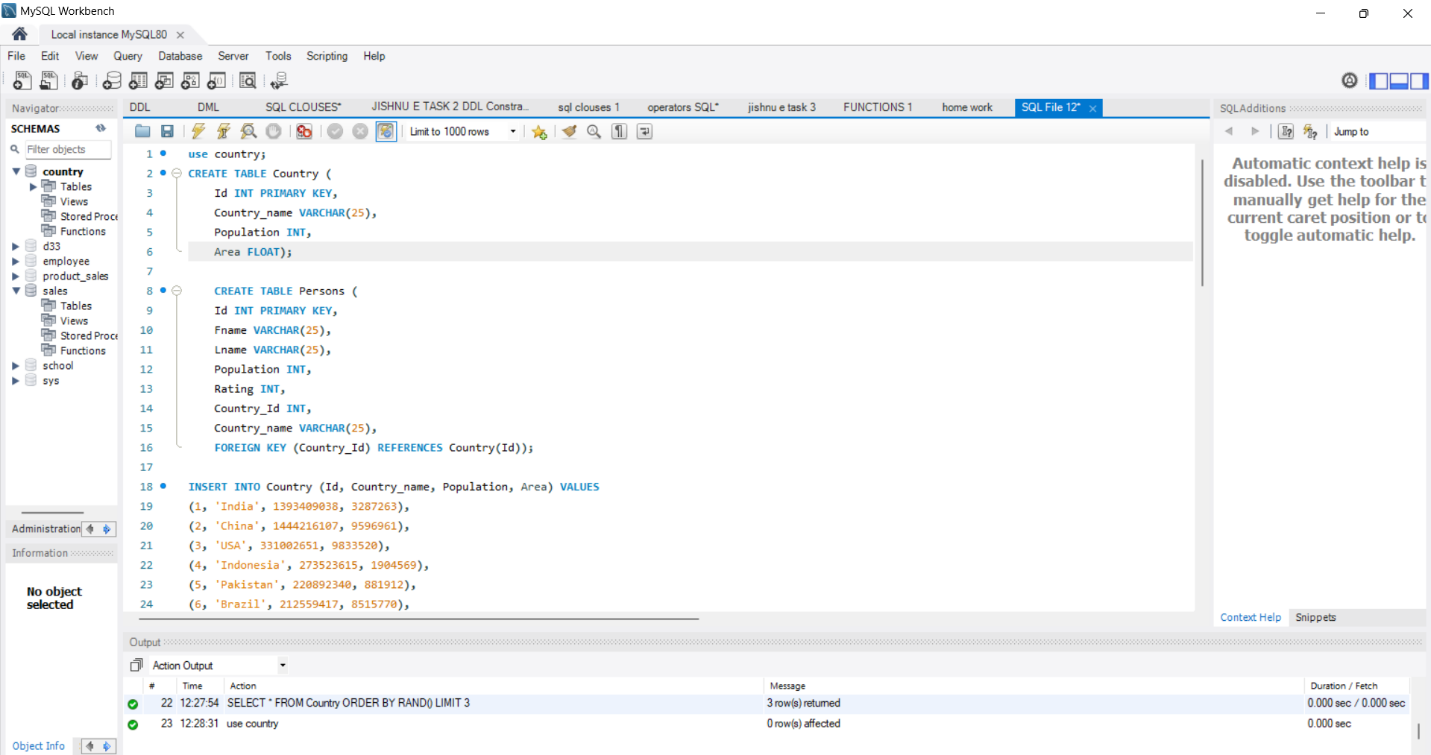 MySQL Workbench
Local instance MySQL80
File Edit View Query Database Server Tools Scripting Help
Navigator
SCHEMAS
Filter objects
country
Tables
Views
Stored Proce
Functions
d33
employee
product_sales
sales
Tables
Views
Stored Proce
Functions
school
sys
Administration
Information
No object
selected
Object Info
DDL DML SQL CLOUSES* JISHNU E TASK 2 DDL Constra... sql clouses 1 operators SQL* jishnu e task 3 FUNCTIONS 1 home work SQL File 12*
Limit to 1000 rows
1 use country;
2 CREATE TABLE Country (
3 Id INT PRIMARY KEY,
4 Country_name VARCHAR(25),
5 Population INT,
6 Area FLOAT);
7
8 CREATE TABLE Persons (
9 Id INT PRIMARY KEY,
10 Fname VARCHAR(25),
11 Lname VARCHAR(25),
12 Population INT,
13 Rating INT,
14 Country_Id INT,
15 Country_name VARCHAR(25),
16 FOREIGN KEY (Country_Id) REFERENCES Country(Id));
17
18 INSERT INTO Country (Id, Country_name, Population, Area) VALUES
19 (1, 'India', 1393409038, 3287263),
20 (2, 'China', 1444216107, 9596961),
21 (3, 'USA', 331002651, 9833520),
22 (4, 'Indonesia', 273523615, 1904569),
23 (5, 'Pakistan', 220892340, 881912),
24 (6, 'Brazil', 212559417, 8515770),
SQLAdditions
Jump to
Automatic context help is
disabled. Use the toolbar t
manually get help for the
current caret position or to
toggle automatic help.
Context Help Snippets
Output
Action Output
# Time Action Message Duration / Fetch
22 12:27:54 SELECT * FROM Country ORDER BY RAND() LIMIT 3 3 row(s) returned 0.000 sec / 0.000 sec
23 12:28:31 use country 0 row(s) affected 0.000 sec